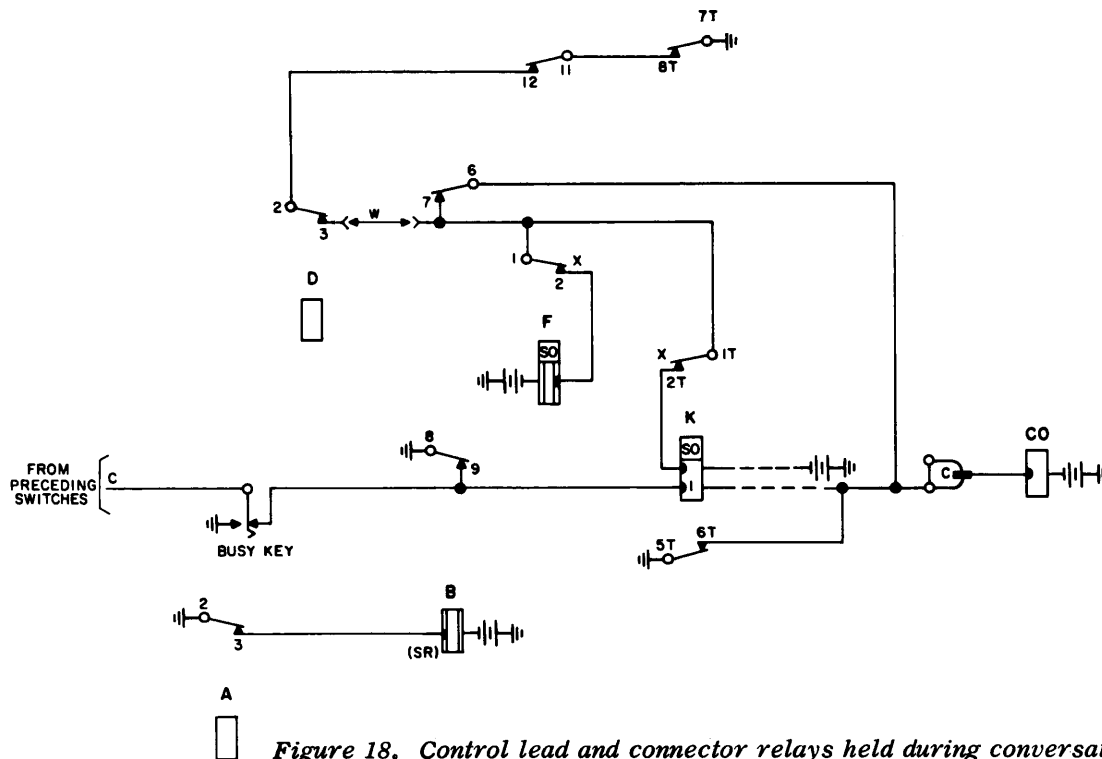 7T
12
11
8T
6
7
2
3
W
1
2
X
D
F
SO
X
1T
2T
K
SO
1
8
9
CO
C
FROM
PRECEDING
SWITCHES
C
BUSY KEY
5T
6T
2
3
B
(SR)
A
Figure 18. Control lead and connector relays held during